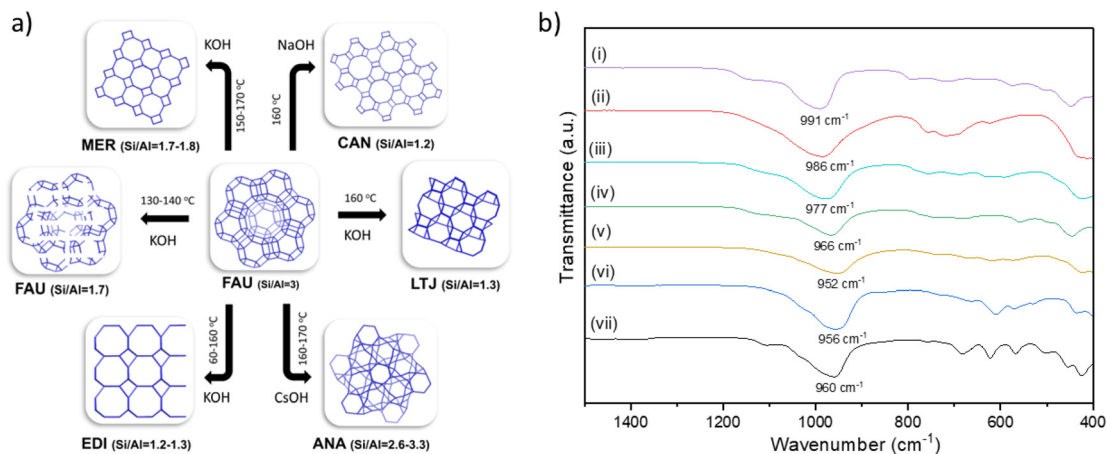 a)
KOH
NaOH
150-170 °C
160 °C
MER (Si/Al=1.7-1.8)
CAN (Si/Al=1.2)
130-140 °C
KOH
160 °C
KOH
FAU (Si/Al=1.7)
FAU (Si/Al=3)
LTJ (Si/Al=1.3)
60-160 °C
160-170 °C
KOH
CsOH
EDI (Si/Al=1.2-1.3)
ANA (Si/Al=2.6-3.3)
b)
Transmittance (a.u.)
(i)
991 cm⁻¹
(ii)
986 cm⁻¹
(iii)
977 cm⁻¹
(iv)
966 cm⁻¹
(v)
952 cm⁻¹
(vi)
956 cm⁻¹
(vii)
960 cm⁻¹
1400 1200 1000 800 600 400
Wavenumber (cm⁻¹)